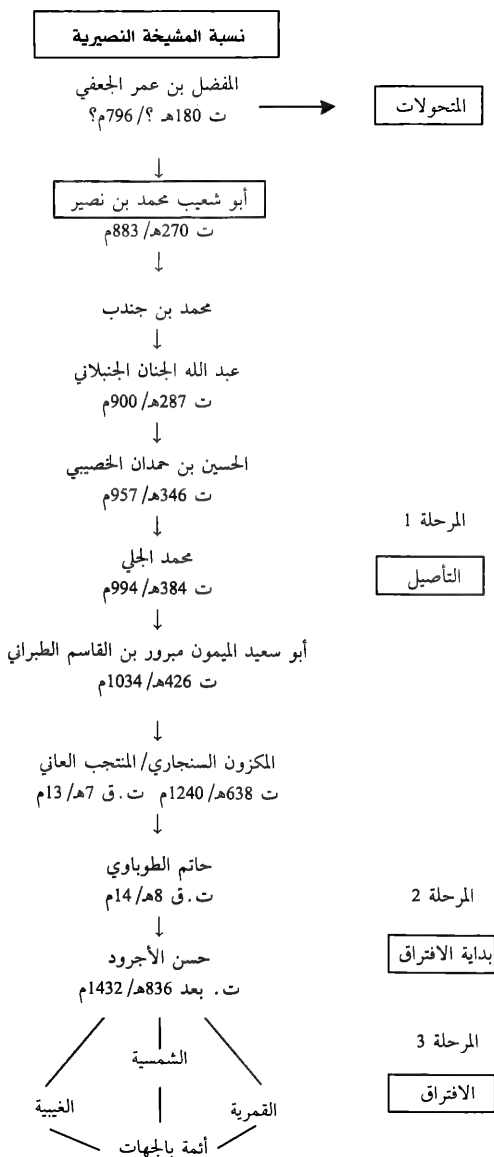 نسبة المشيخة النصيرية
المفضل بن عمر الجعفي
ت 180هـ ؟/ 796م؟
المتحولات
↓
أبو شعيب محمد بن نصير
ت 270هـ/ 883م
↓
محمد بن جندب
↓
عبد الله الجنان الجنبلاني
ت 287هـ/ 900م
↓
الحسين بن حمدان الخصيبي
ت 346هـ/ 957م
↓
المرحلة 1
محمد الجلي
ت 384هـ/ 994م
التأصيل
↓
أبو سعيد الميمون مبرور بن القاسم الطبراني
ت 426هـ/ 1034م
↓
المكزون السنجاري/ المنتجب العاني
ت 638هـ/ 1240م ت.ق 7هـ/ 13م
↓
حاتم الطوباوي
ت.ق 8هـ/ 14م
المرحلة 2
↓
حسن الأجرود
ت. بعد 836هـ/ 1432م
بداية الافتراق
المرحلة 3
الشمسية
القمرية
الغيبية
الافتراق
أئمة بالجهات